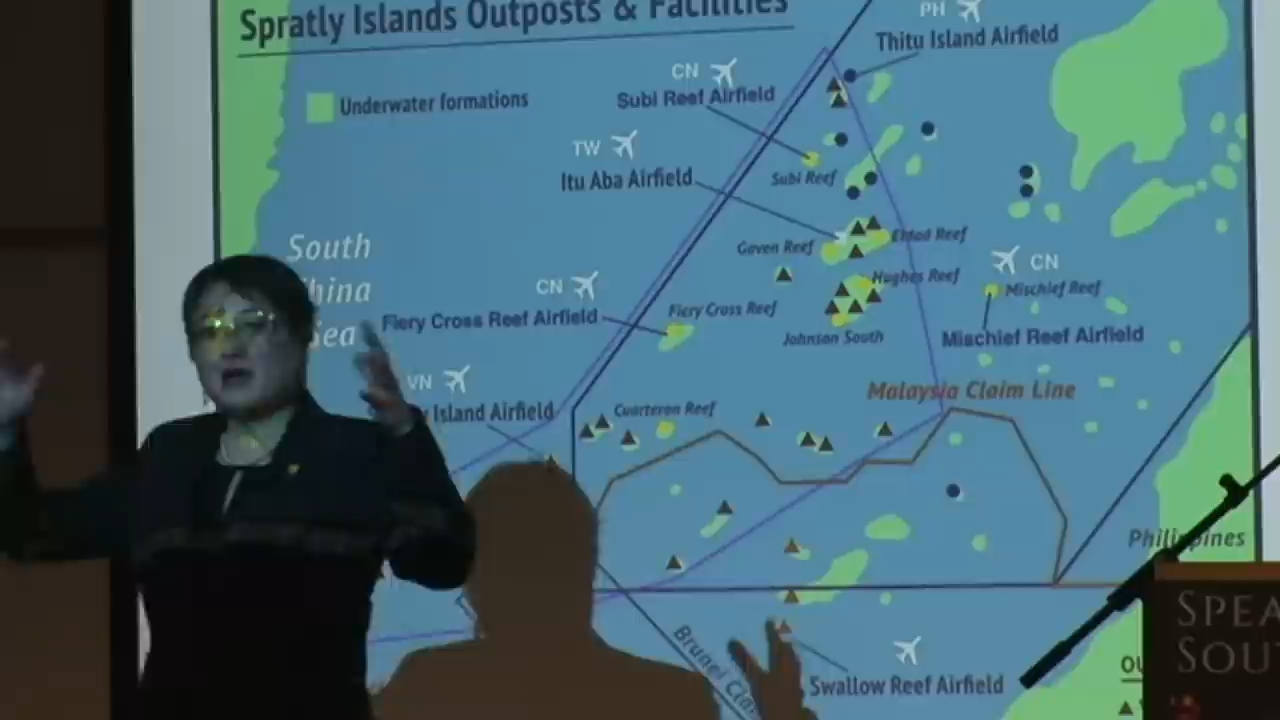 Spratly Islands Outposts & Facilities
Underwater formations
PH
Thitu Island Airfield
CN
Subi Reef Airfield
TW
Itu Aba Airfield
Subi Reef
South
China
Sea
Gaven Reef
Eldad Reef
CN
Hughes Reef
Mischief Reef
CN
Fiery Cross Reef Airfield
Fiery Cross Reef
Johnson South
Mischief Reef Airfield
VN
Island Airfield
Cuarteron Reef
Malaysia Claim Line
Philippines
Brunei
Swallow Reef Airfield
SPEA
SOU